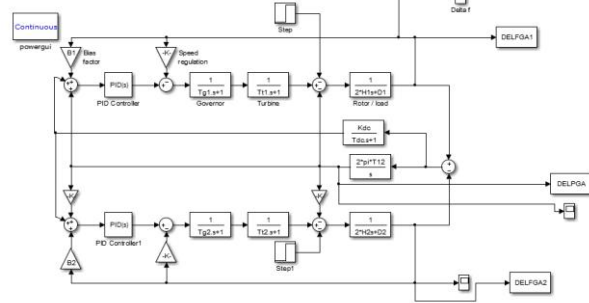 Step
Delta f
Continuous
powergui
DELFGA1
B1
Bias
factor
-K-
Speed
regulation
PID(s)
PID Controller
1
Tg1.s+1
Governor
1
Tt1.s+1
Turbine
1
2*H1s+D1
Rotor / load
Kdc
Tdc.s+1
2*pi*T12
s
DELPGA
-K-
-K-
PID(s)
PID Controller1
1
Tg2.s+1
1
Tt2.s+1
1
2*H2s+D2
B2
-K-
Step1
DELFGA2